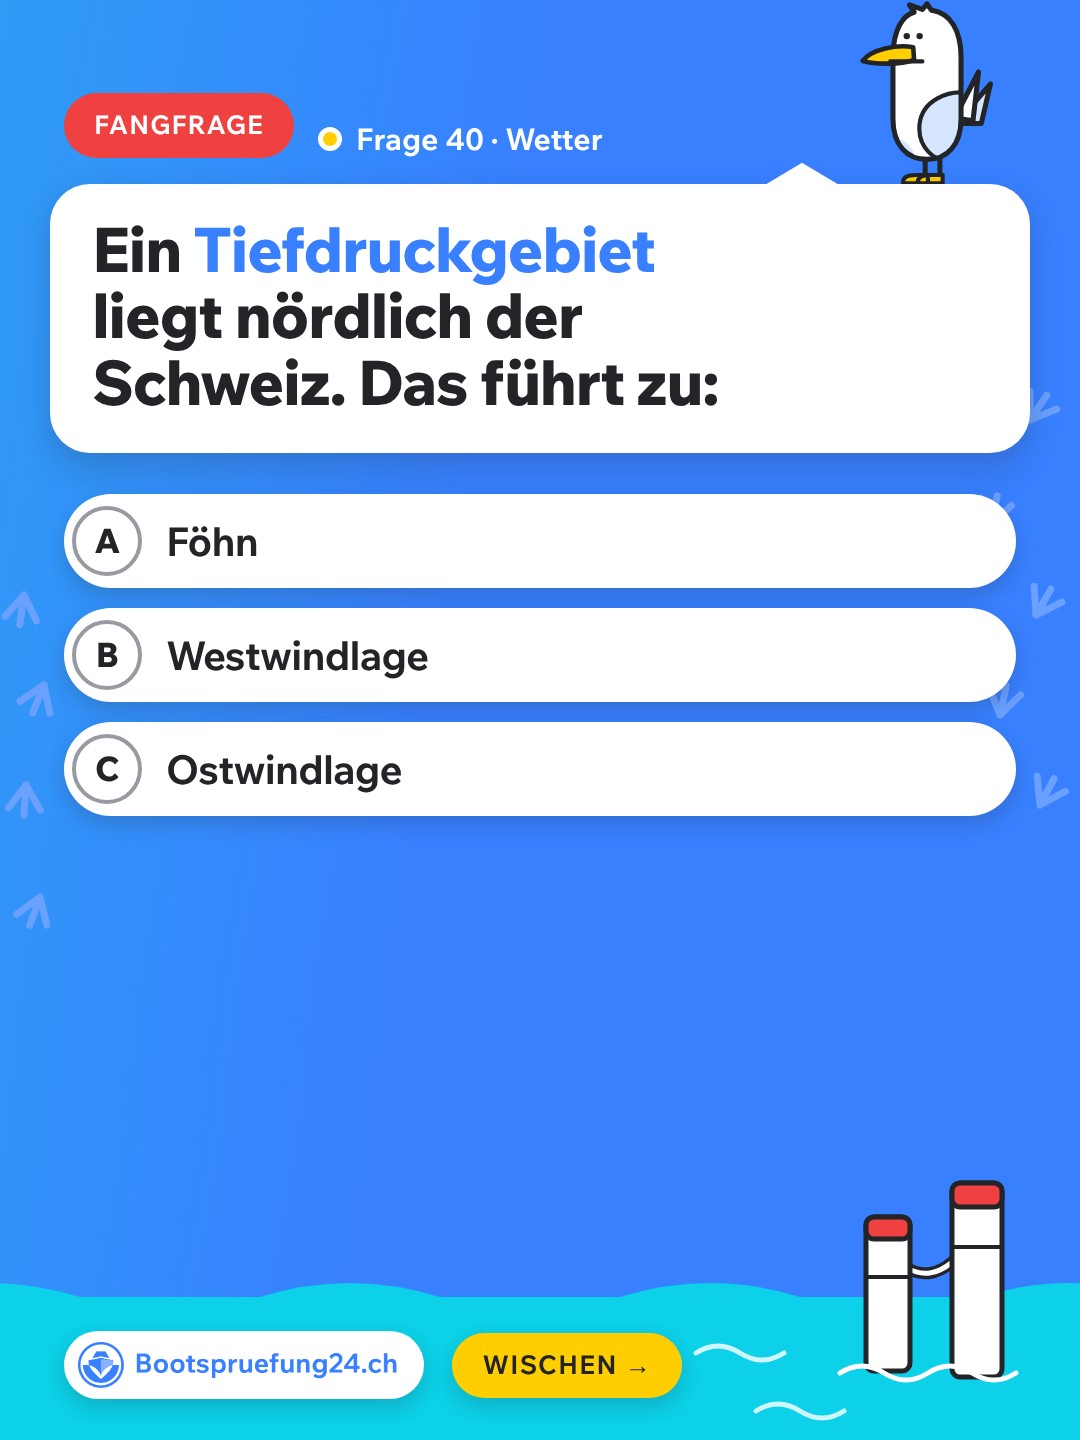 FANGFRAGE
Frage 40 · Wetter
Ein Tiefdruckgebiet
liegt nördlich der
Schweiz. Das führt zu:
A Föhn
B Westwindlage
C Ostwindlage
Bootspruefung24.ch
WISCHEN →